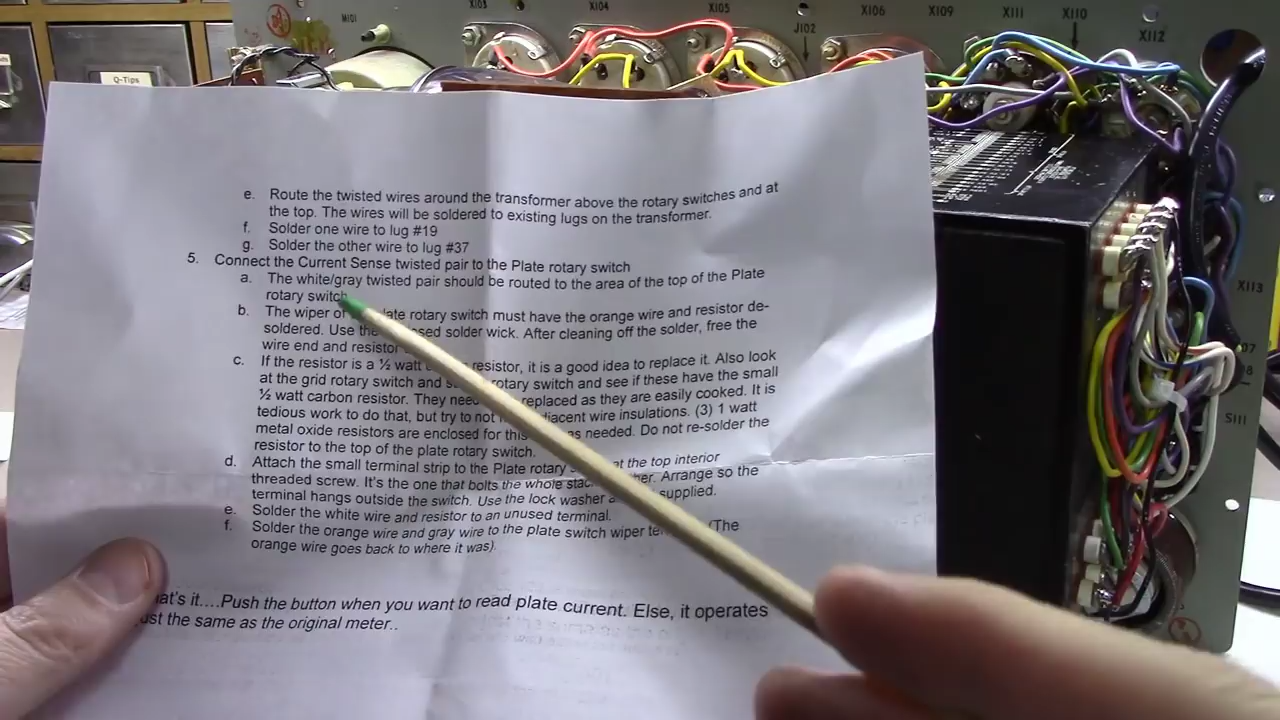 X103 X104 X105 X106 X109 X111 X110
M101 J102 X112
Q-Tips
X113
S111
e. Route the twisted wires around the transformer above the rotary switches and at
the top. The wires will be soldered to existing lugs on the transformer.
f. Solder one wire to lug #19
g. Solder the other wire to lug #37
5. Connect the Current Sense twisted pair to the Plate rotary switch
a. The white/gray twisted pair should be routed to the area of the top of the Plate
rotary switch
b. The wiper of rotary switch must have the orange wire and resistor de-
soldered. Use the solder wick. After cleaning off the solder, free the
wire end and resistor
c. If the resistor is a ½ watt resistor, it is a good idea to replace it. Also look
at the grid rotary switch and rotary switch and see if these have the small
½ watt carbon resistor. They need replaced as they are easily cooked. It is
tedious work to do that, but try to not wire insulations. (3) 1 watt
metal oxide resistors are enclosed for this as needed. Do not re-solder the
resistor to the top of the plate rotary switch.
d. Attach the small terminal strip to the Plate rotary at the top interior
threaded screw. It's the one that bolts the whole Arrange so the
terminal hangs outside the switch. Use the lock washer supplied.
e. Solder the white wire and resistor to an unused terminal.
f. Solder the orange wire and gray wire to the plate switch wiper (The
orange wire goes back to where it was).
it....Push the button when you want to read plate current. Else, it operates
the same as the original meter..